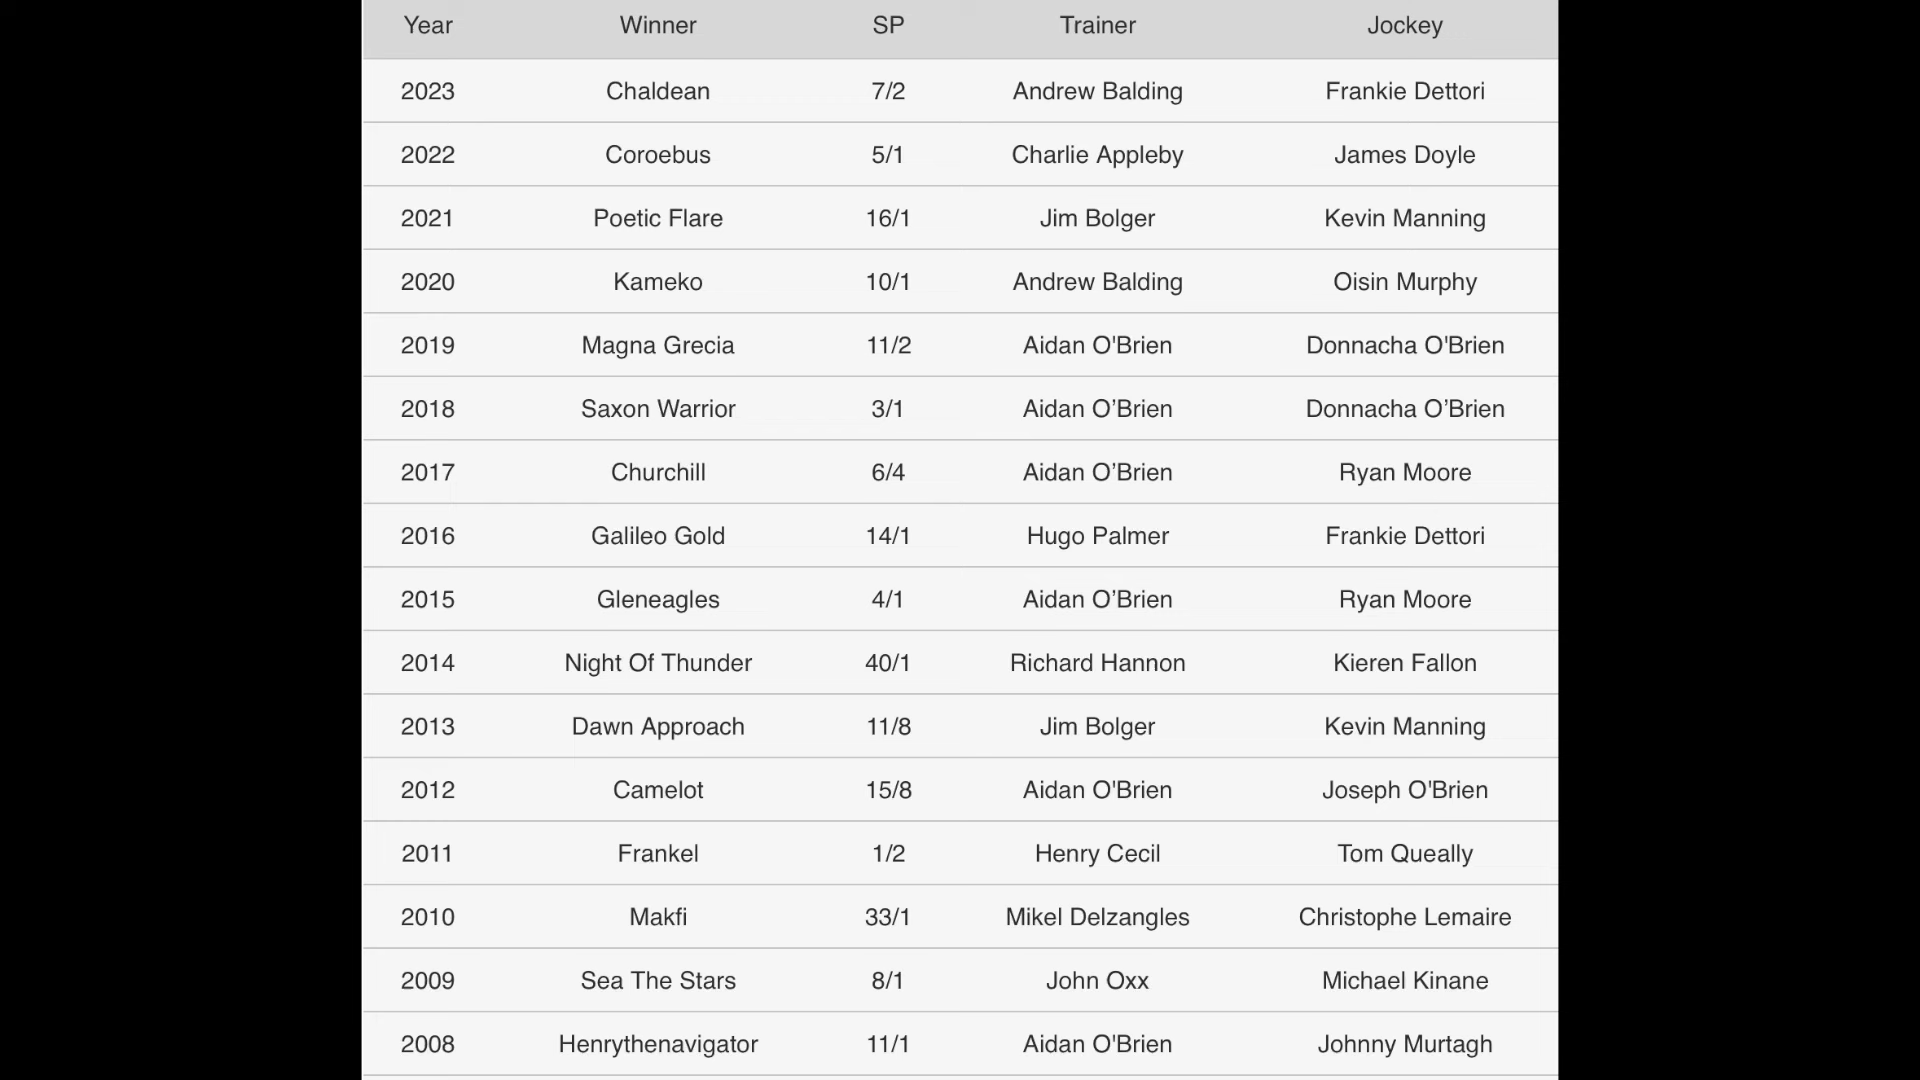 Year Winner SP Trainer Jockey
2023 Chaldean 7/2 Andrew Balding Frankie Dettori
2022 Coroebus 5/1 Charlie Appleby James Doyle
2021 Poetic Flare 16/1 Jim Bolger Kevin Manning
2020 Kameko 10/1 Andrew Balding Oisin Murphy
2019 Magna Grecia 11/2 Aidan O'Brien Donnacha O'Brien
2018 Saxon Warrior 3/1 Aidan O’Brien Donnacha O’Brien
2017 Churchill 6/4 Aidan O’Brien Ryan Moore
2016 Galileo Gold 14/1 Hugo Palmer Frankie Dettori
2015 Gleneagles 4/1 Aidan O’Brien Ryan Moore
2014 Night Of Thunder 40/1 Richard Hannon Kieren Fallon
2013 Dawn Approach 11/8 Jim Bolger Kevin Manning
2012 Camelot 15/8 Aidan O'Brien Joseph O'Brien
2011 Frankel 1/2 Henry Cecil Tom Queally
2010 Makfi 33/1 Mikel Delzangles Christophe Lemaire
2009 Sea The Stars 8/1 John Oxx Michael Kinane
2008 Henrythenavigator 11/1 Aidan O'Brien Johnny Murtagh